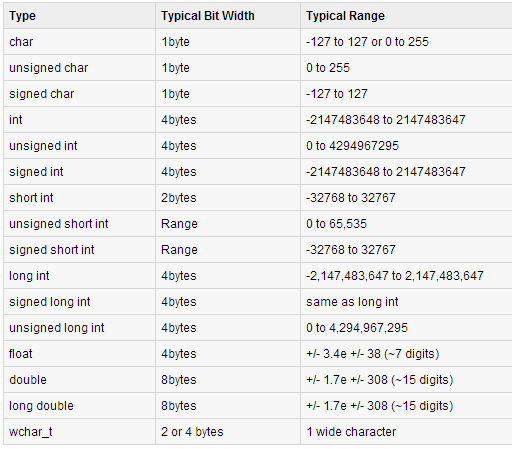 Type Typical Bit Width Typical Range
char 1byte -127 to 127 or 0 to 255
unsigned char 1byte 0 to 255
signed char 1byte -127 to 127
int 4bytes -2147483648 to 2147483647
unsigned int 4bytes 0 to 4294967295
signed int 4bytes -2147483648 to 2147483647
short int 2bytes -32768 to 32767
unsigned short int Range 0 to 65,535
signed short int Range -32768 to 32767
long int 4bytes -2,147,483,647 to 2,147,483,647
signed long int 4bytes same as long int
unsigned long int 4bytes 0 to 4,294,967,295
float 4bytes +/- 3.4e +/- 38 (~7 digits)
double 8bytes +/- 1.7e +/- 308 (~15 digits)
long double 8bytes +/- 1.7e +/- 308 (~15 digits)
wchar_t 2 or 4 bytes 1 wide character